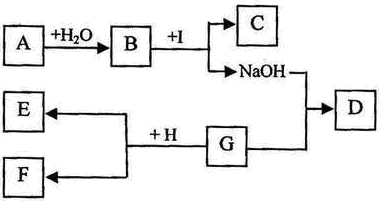 A +H₂O B +I C
NaOH
E D
+ H G
F